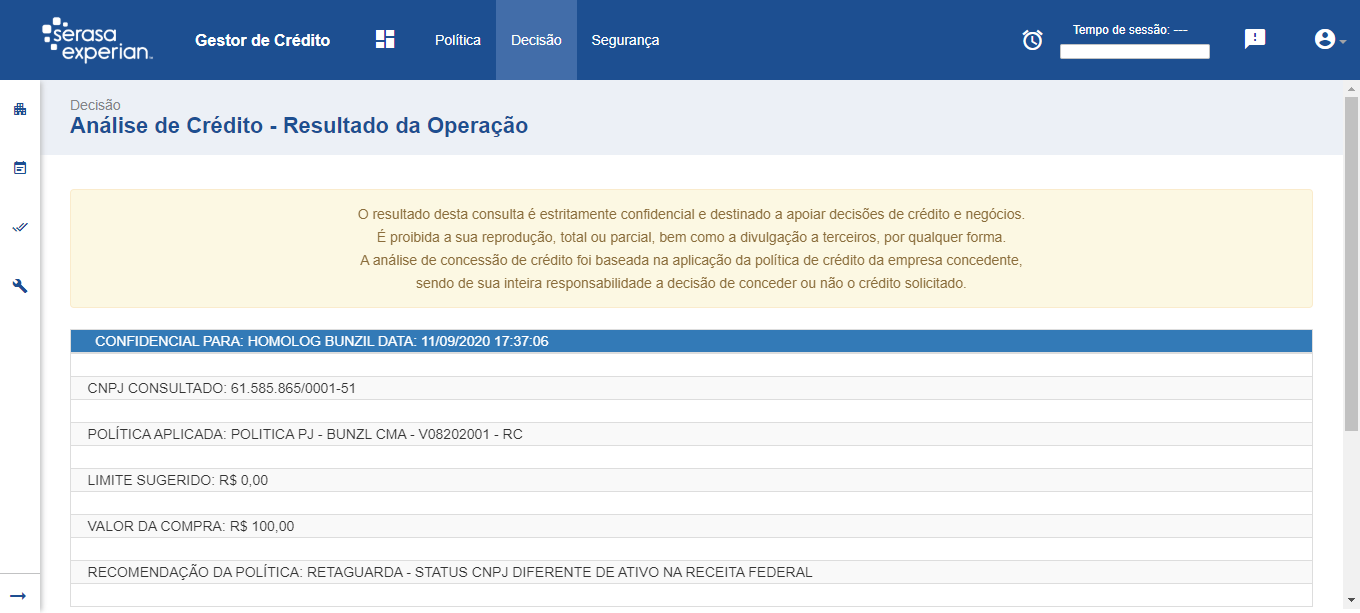 serasa
experian.
Gestor de Crédito
Política
Decisão
Segurança
Tempo de sessão: ---
Decisão
Análise de Crédito - Resultado da Operação
O resultado desta consulta é estritamente confidencial e destinado a apoiar decisões de crédito e negócios.
É proibida a sua reprodução, total ou parcial, bem como a divulgação a terceiros, por qualquer forma.
A análise de concessão de crédito foi baseada na aplicação da política de crédito da empresa concedente,
sendo de sua inteira responsabilidade a decisão de conceder ou não o crédito solicitado.
CONFIDENCIAL PARA: HOMOLOG BUNZIL DATA: 11/09/2020 17:37:06
CNPJ CONSULTADO: 61.585.865/0001-51
POLÍTICA APLICADA: POLITICA PJ - BUNZL CMA - V08202001 - RC
LIMITE SUGERIDO: R$ 0,00
VALOR DA COMPRA: R$ 100,00
RECOMENDAÇÃO DA POLÍTICA: RETAGUARDA - STATUS CNPJ DIFERENTE DE ATIVO NA RECEITA FEDERAL